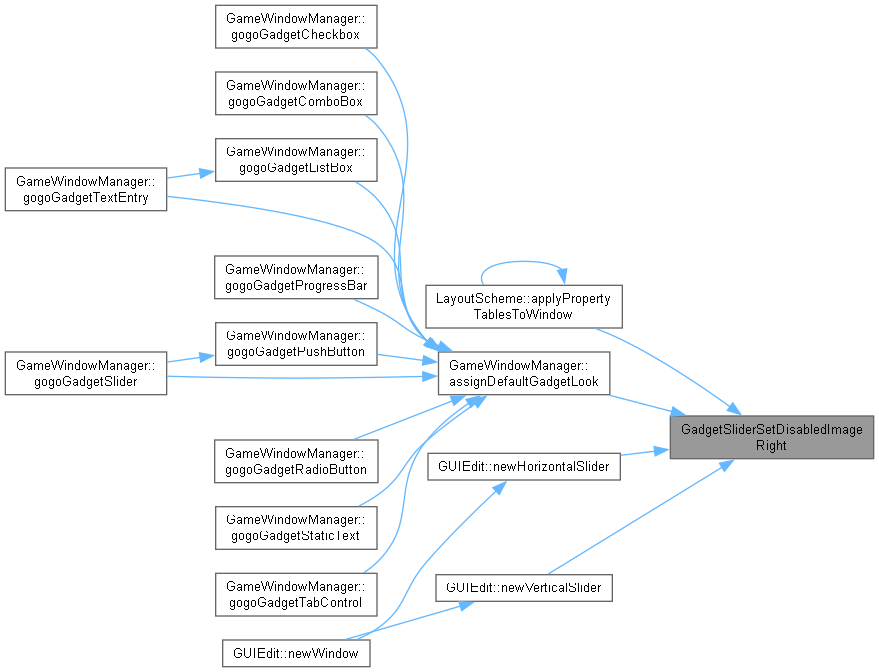 GameWindowManager::
gogoGadgetCheckbox
GameWindowManager::
gogoGadgetComboBox
GameWindowManager::
gogoGadgetListBox
GameWindowManager::
gogoGadgetTextEntry
GameWindowManager::
gogoGadgetProgressBar
LayoutScheme::applyProperty
TablesToWindow
GameWindowManager::
gogoGadgetPushButton
GameWindowManager::
gogoGadgetSlider
GameWindowManager::
assignDefaultGadgetLook
GadgetSliderSetDisabledImage
Right
GameWindowManager::
gogoGadgetRadioButton
GUIEdit::newHorizontalSlider
GameWindowManager::
gogoGadgetStaticText
GameWindowManager::
gogoGadgetTabControl
GUIEdit::newVerticalSlider
GUIEdit::newWindow